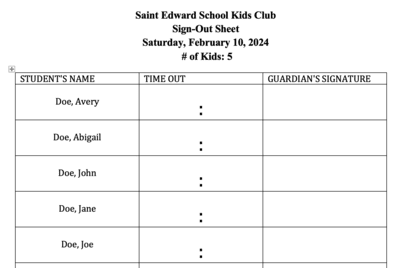 Saint Edward School Kids Club
Sign-Out Sheet
Saturday, February 10, 2024
# of Kids: 5
STUDENT'S NAME TIME OUT GUARDIAN'S SIGNATURE
Doe, Avery :
Doe, Abigail :
Doe, John :
Doe, Jane :
Doe, Joe :